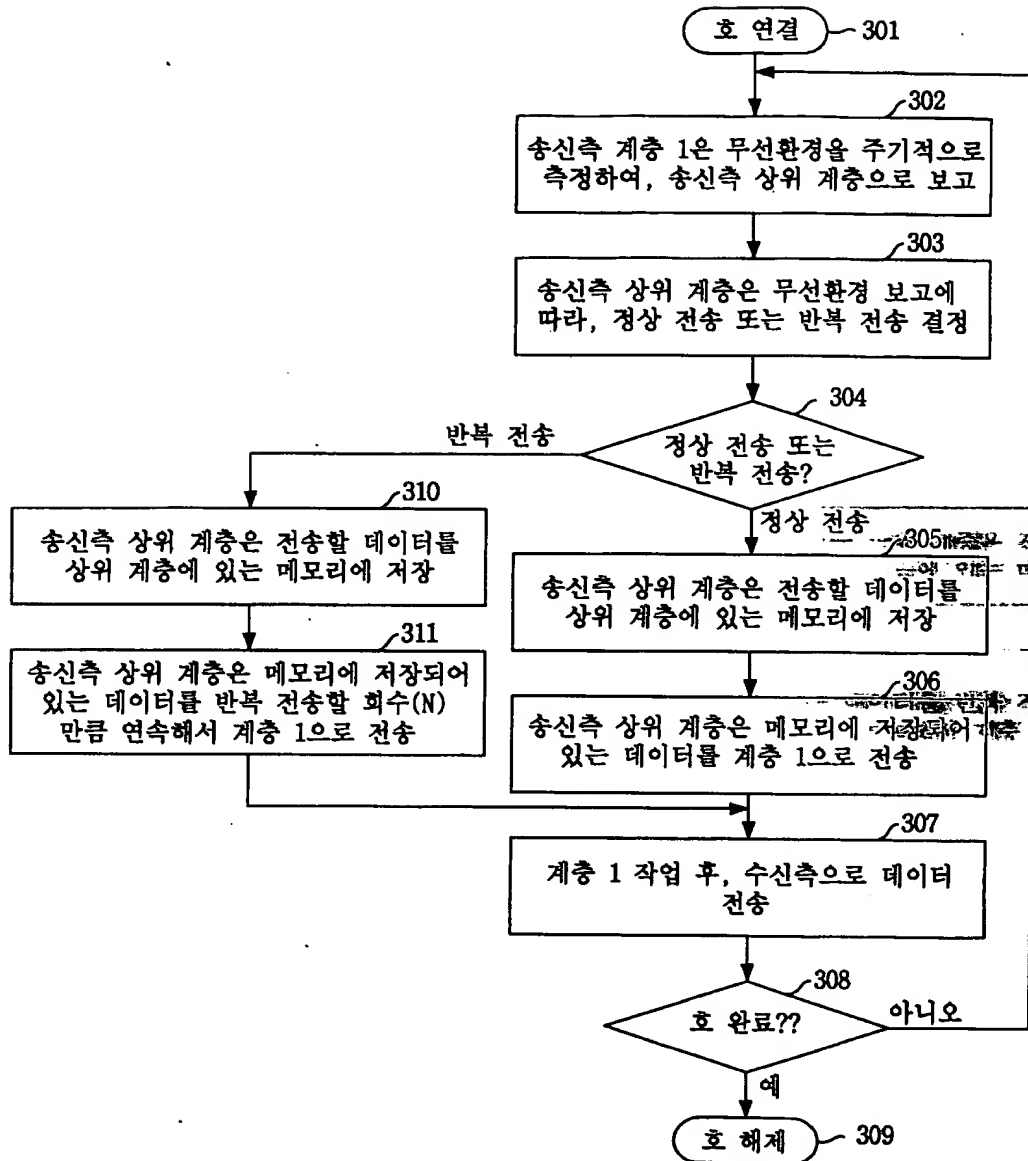 호 연결
301
302
송신측 계층 1은 무선환경을 주기적으로
측정하여, 송신측 상위 계층으로 보고
303
송신측 상위 계층은 무선환경 보고에
따라, 정상 전송 또는 반복 전송 결정
304
정상 전송 또는
반복 전송?
반복 전송
정상 전송
310
송신측 상위 계층은 전송할 데이터를
상위 계층에 있는 메모리에 저장
305
송신측 상위 계층은 전송할 데이터를
상위 계층에 있는 메모리에 저장
311
송신측 상위 계층은 메모리에 저장되어
있는 데이터를 반복 전송할 회수(N)
만큼 연속해서 계층 1으로 전송
306
송신측 상위 계층은 메모리에 저장되어
있는 데이터를 계층 1으로 전송
307
계층 1 작업 후, 수신측으로 데이터
전송
308
호 완료??
아니오
예
호 해제
309